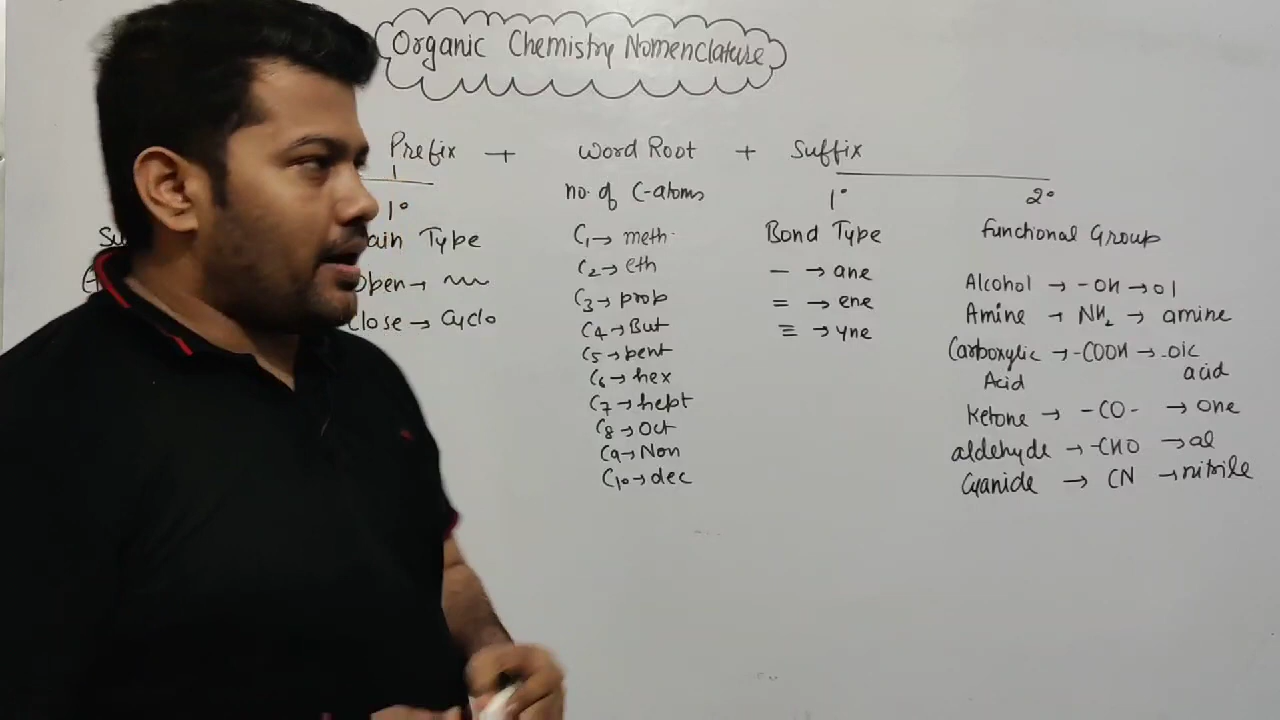 Organic Chemistry Nomenclature
Prefix + Word Root + Suffix
1° no. of C-atoms 1° 2°
Type C₁→ meth. Bond Type Functional Group
Open→ C₂→ eth — → ane Alcohol → -OH → ol
Close → Cyclo C₃→ prop = → ene Amine → NH₂ → amine
C₄→ But ≡ → yne Carboxylic → -COOH → -oic
C₅→ pent Acid acid
C₆→ hex Ketone → -CO- → one
C₇→ hept aldehyde → -CHO → al
C₈→ Oct Cyanide → CN → nitrile
C₉→ Non
C₁₀→ dec